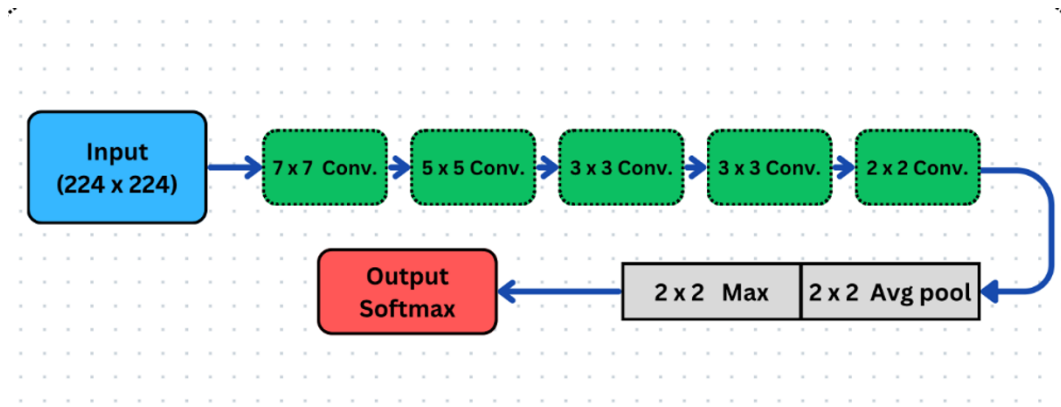 Input
(224 x 224)
7 x 7 Conv.
5 x 5 Conv.
3 x 3 Conv.
3 x 3 Conv.
2 x 2 Conv.
2 x 2 Avg pool
2 x 2 Max
Output
Softmax